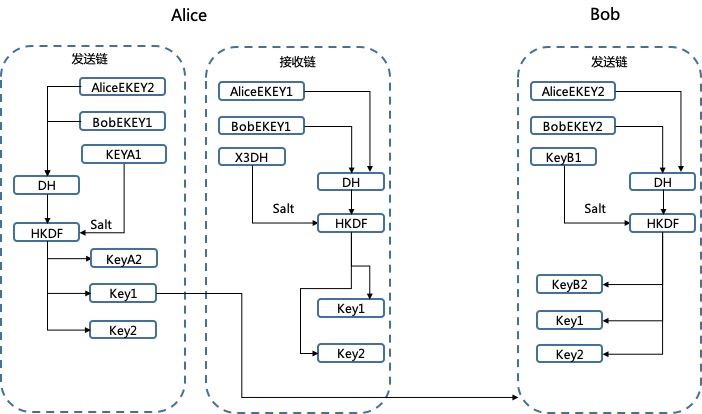 Alice
Bob
发送链
AliceEKEY2
BobEKEY1
KEYA1
DH
Salt
HKDF
KeyA2
Key1
Key2
接收链
AliceEKEY1
BobEKEY1
X3DH
DH
Salt
HKDF
Key1
Key2
发送链
AliceEKEY2
BobEKEY2
KeyB1
DH
Salt
HKDF
KeyB2
Key1
Key2